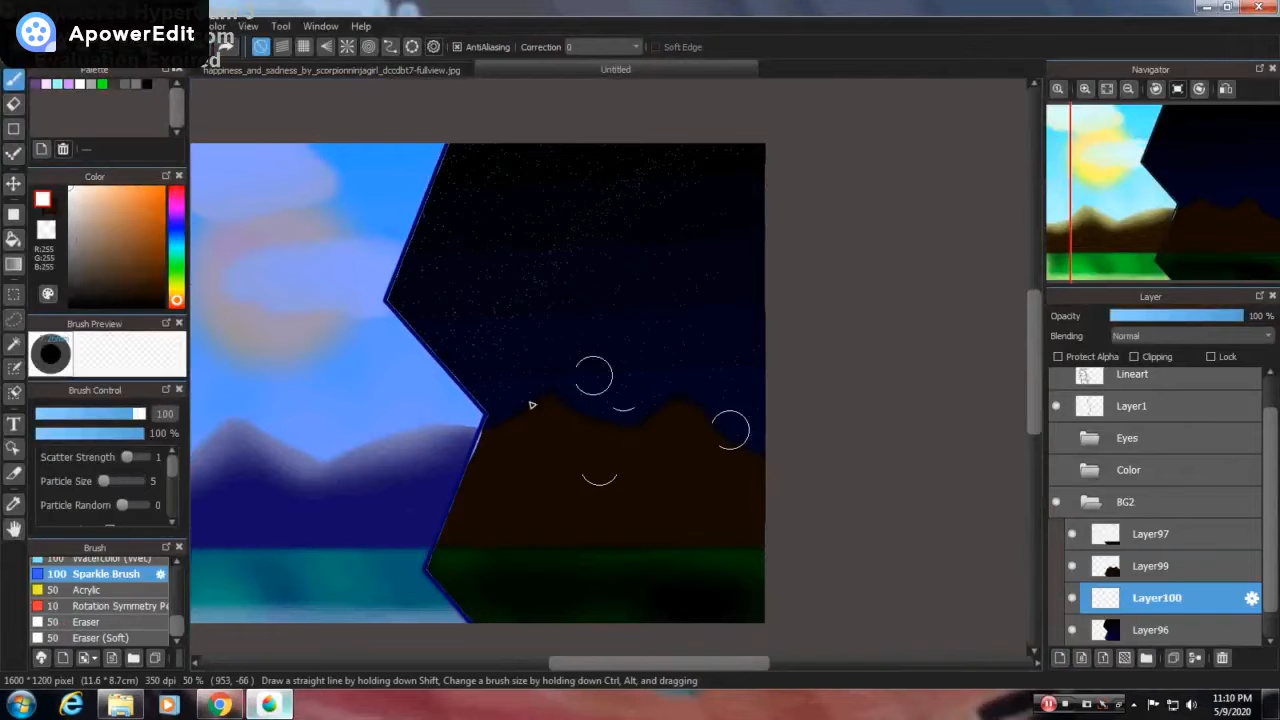 ApowerEdit
View Tool Window Help
AntiAliasing Correction 0 Soft Edge
happiness_and_sadness_by_scorpionninjagirl_dccdbt7-fullview.jpg Untitled
Palette
Color
R:255
G:255
B:255
Brush Preview
Brush Control
100
100 %
Scatter Strength 1
Particle Size 5
Particle Random 0
Brush
100 Watercolor (Wet)
100 Sparkle Brush
50 Acrylic
10 Rotation Symmetry Pe
50 Eraser
50 Eraser (Soft)
Navigator
Layer
Opacity 100 %
Blending Normal
Protect Alpha Clipping Lock
Lineart
Layer1
Eyes
Color
BG2
Layer97
Layer99
Layer100
Layer96
1600 * 1200 pixel (11.6 * 8.7cm) 350 dpi 50 % ( 953, -66 ) Draw a straight line by holding down Shift, Change a brush size by holding down Ctrl, Alt, and dragging
11:10 PM
5/9/2020